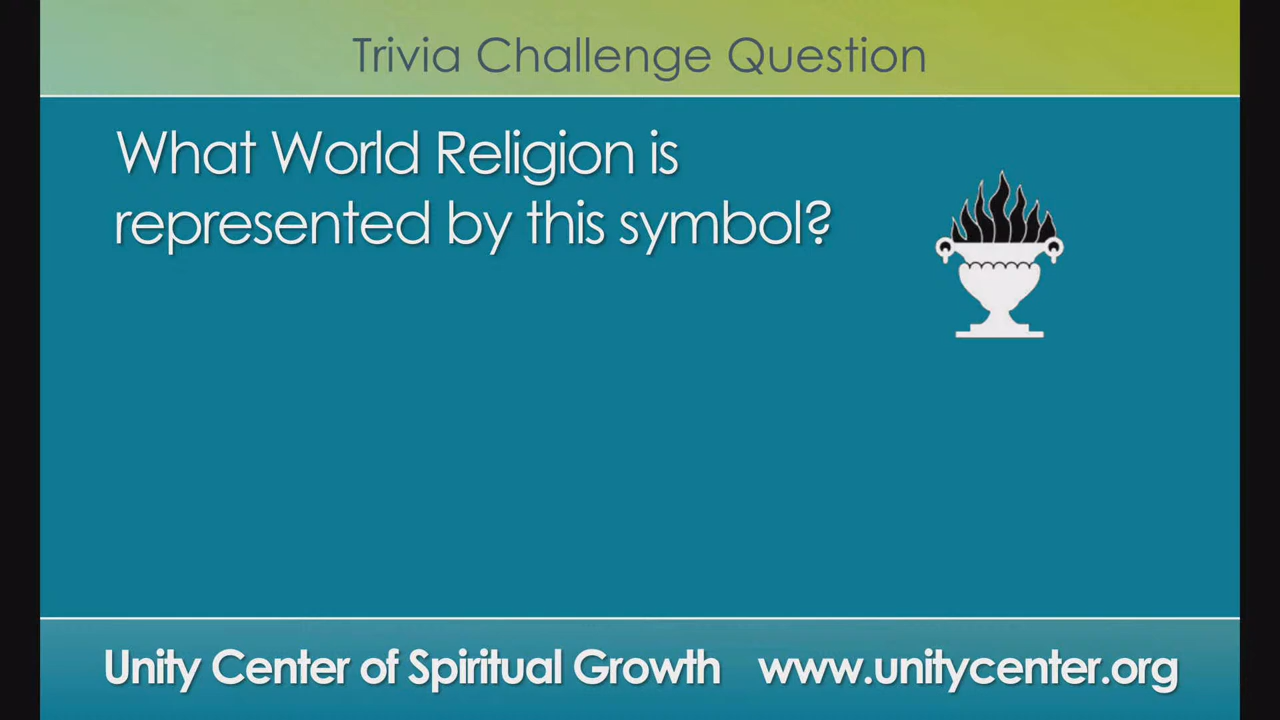 Trivia Challenge Question
What World Religion is
represented by this symbol?
Unity Center of Spiritual Growth www.unitycenter.org